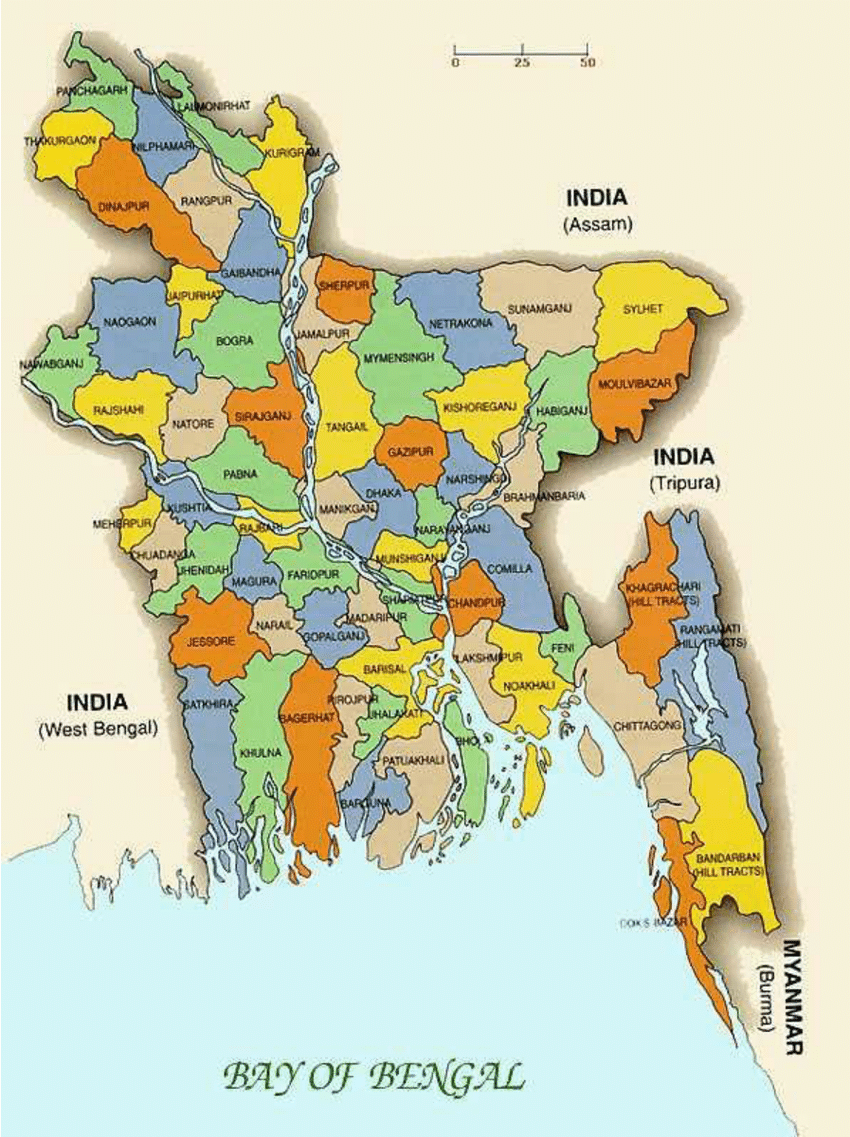 0 25 50
PANCHAGARH
LALMONIRHAT
THAKURGAON
NILPHAMARI
KURIGRAM
DINAJPUR
RANGPUR
INDIA
(Assam)
GAIBANDHA
JAIPURHAT
SHERPUR
NAOGAON
JAMALPUR
NETRAKONA
SUNAMGANJ
SYLHET
BOGRA
MYMENSINGH
NAWABGANJ
MOULVIBAZAR
RAJSHAHI
NATORE
SIRAJGANJ
TANGAIL
KISHOREGANJ
HABIGANJ
GAZIPUR
INDIA
(Tripura)
PABNA
NARSHINGDI
DHAKA
BRAHMANBARIA
KUSHTIA
MANIKGANJ
MEHERPUR
RAJBARI
NARAYANGANJ
CHUADANGA
MUNSHIGANJ
JHENIDAH
MAGURA
FARIDPUR
COMILLA
KHAGRACHARI
(HILL TRACTS)
SHARIATPUR
CHANDPUR
MADARIPUR
JESSORE
NARAIL
GOPALGANJ
RANGAMATI
(HILL TRACTS)
FENI
LAKSHMIPUR
BARISAL
NOAKHALI
INDIA
(West Bengal)
SATKHIRA
PIROJPUR
BAGERHAT
JHALAKATI
CHITTAGONG
KHULNA
BHOLA
PATUAKHALI
BARGUNA
BANDARBAN
(HILL TRACTS)
COKS BAZAR
MYANMAR
(Burma)
BAY OF BENGAL